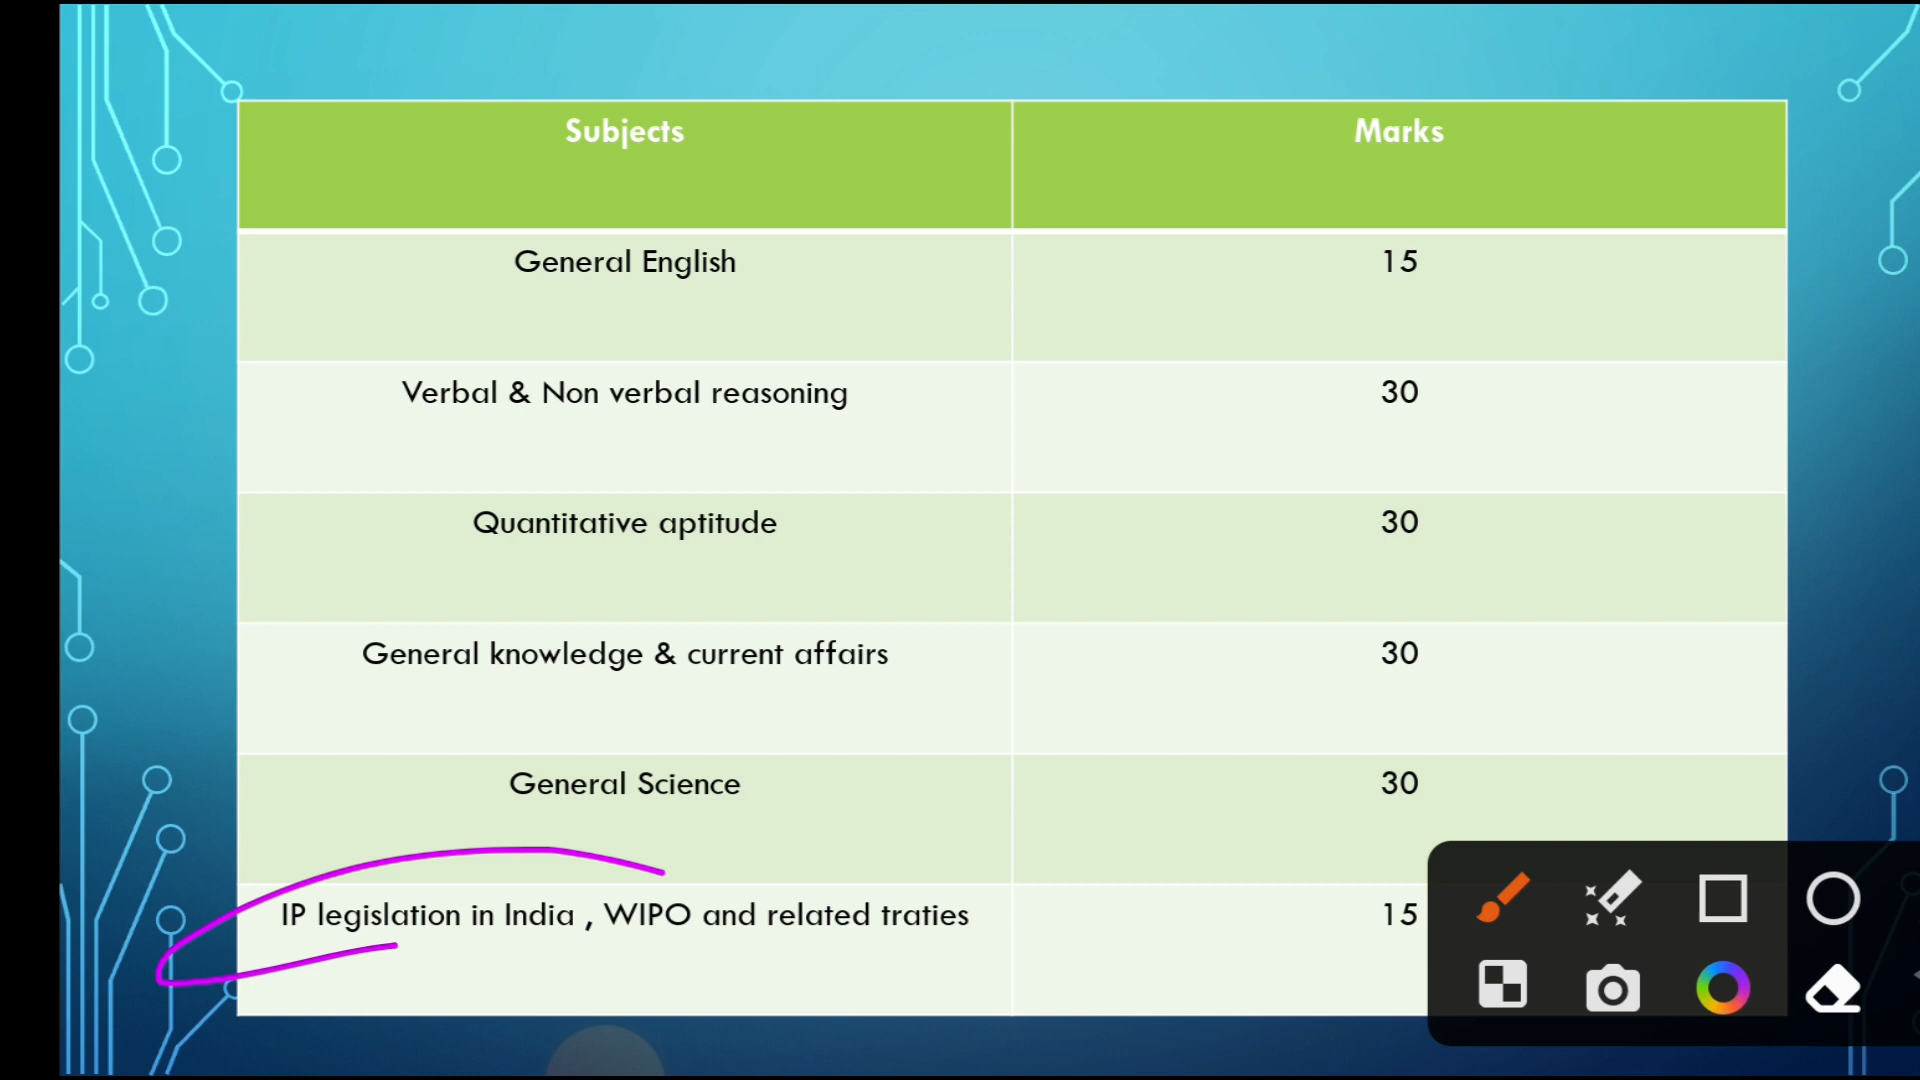 Subjects Marks
General English 15
Verbal & Non verbal reasoning 30
Quantitative aptitude 30
General knowledge & current affairs 30
General Science 30
IP legislation in India , WIPO and related traties 15